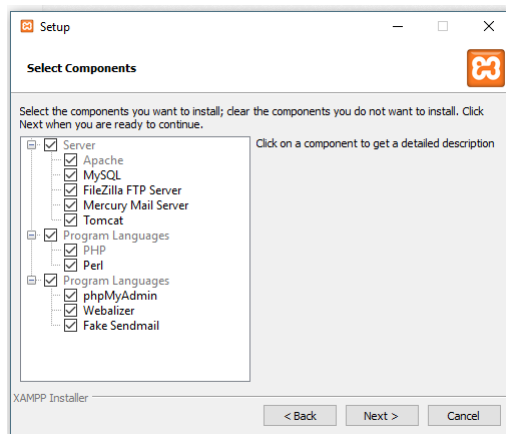 Setup
Select Components
Select the components you want to install; clear the components you do not want to install. Click
Next when you are ready to continue.
Server
Apache
MySQL
FileZilla FTP Server
Mercury Mail Server
Tomcat
Program Languages
PHP
Perl
Program Languages
phpMyAdmin
Webalizer
Fake Sendmail
Click on a component to get a detailed description
XAMPP Installer
< Back
Next >
Cancel